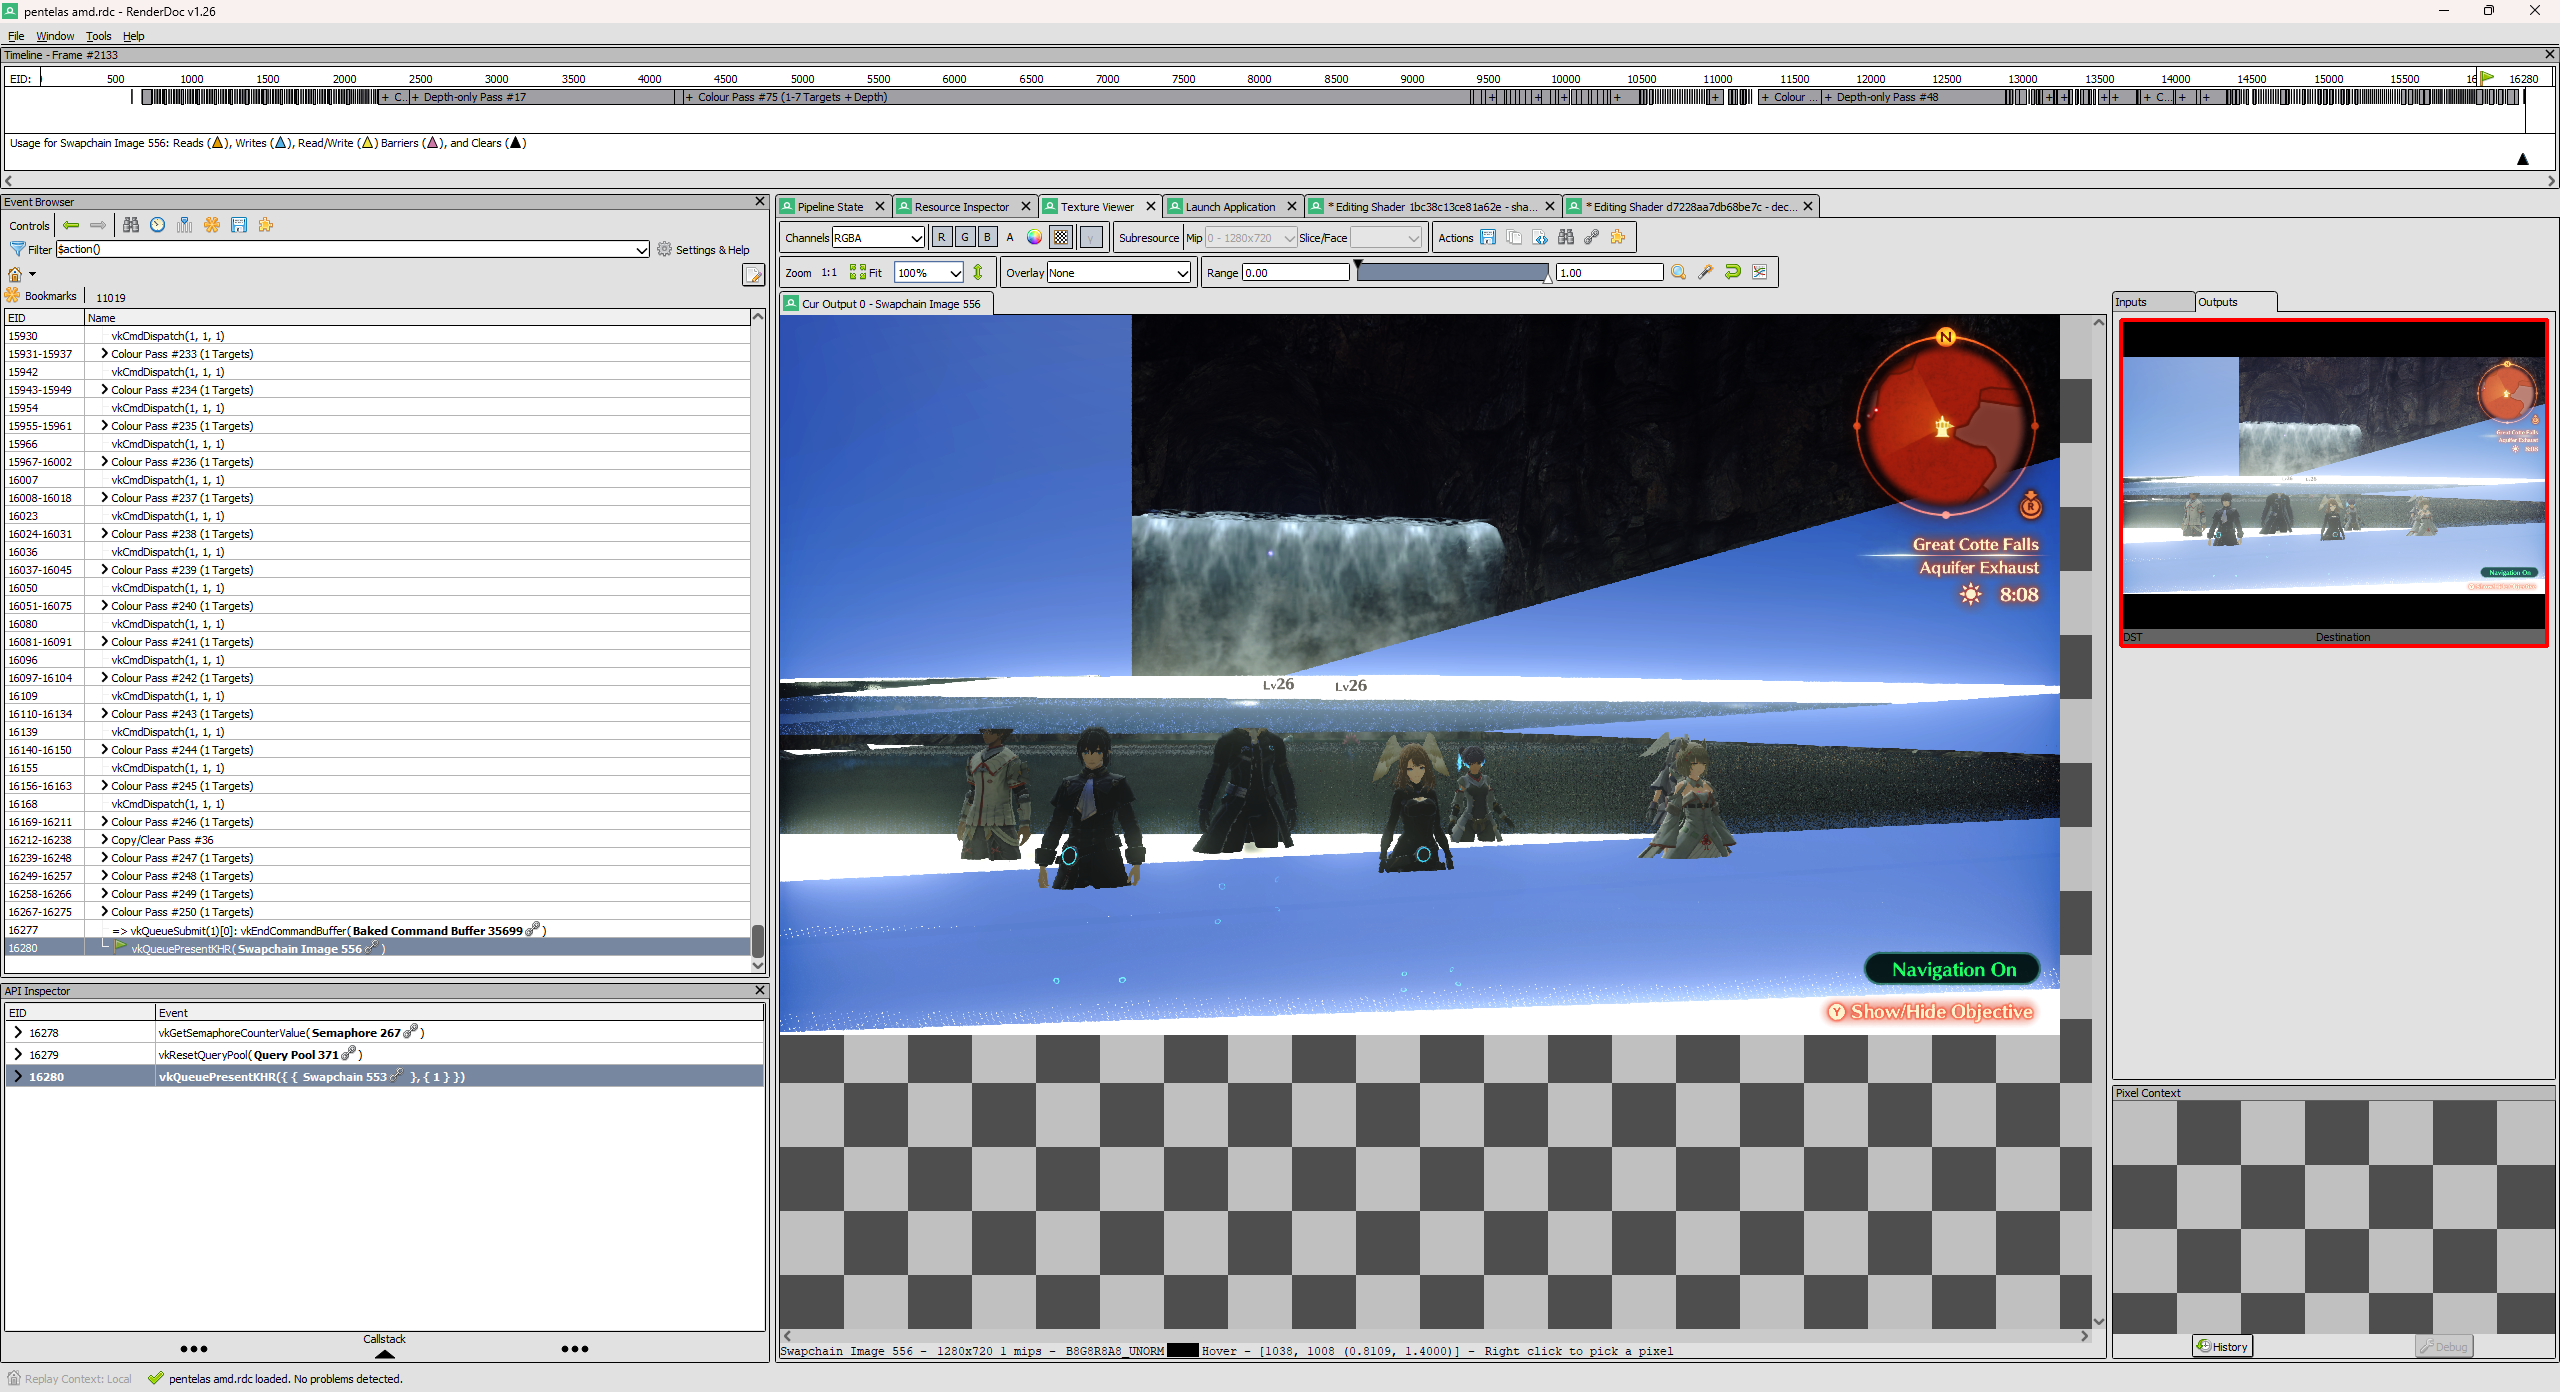 pentelas amd.rdc - RenderDoc v1.26
File Window Tools Help
Timeline - Frame #2133
EID: 500 1000 1500 2000 2500 3000 3500 4000 4500 5000 5500 6000 6500 7000 7500 8000 8500 9000 9500 10000 10500 11000 11500 12000 12500 13000 13500 14000 14500 15000 15500 16 16280
+ C... + Depth-only Pass #17 + Colour Pass #75 (1-7 Targets + Depth) + + + + + Colour ... + Depth-only Pass #48 + + + + + C... + +
Usage for Swapchain Image 556: Reads (▲), Writes (▲), Read/Write (▲) Barriers (▲), and Clears (▲)
Event Browser
Controls
Filter $action() Settings & Help
Bookmarks 11019
EID Name
15930 vkCmdDispatch(1, 1, 1)
15931-15937 Colour Pass #233 (1 Targets)
15942 vkCmdDispatch(1, 1, 1)
15943-15949 Colour Pass #234 (1 Targets)
15954 vkCmdDispatch(1, 1, 1)
15955-15961 Colour Pass #235 (1 Targets)
15966 vkCmdDispatch(1, 1, 1)
15967-16002 Colour Pass #236 (1 Targets)
16007 vkCmdDispatch(1, 1, 1)
16008-16018 Colour Pass #237 (1 Targets)
16023 vkCmdDispatch(1, 1, 1)
16024-16031 Colour Pass #238 (1 Targets)
16036 vkCmdDispatch(1, 1, 1)
16037-16045 Colour Pass #239 (1 Targets)
16050 vkCmdDispatch(1, 1, 1)
16051-16075 Colour Pass #240 (1 Targets)
16080 vkCmdDispatch(1, 1, 1)
16081-16091 Colour Pass #241 (1 Targets)
16096 vkCmdDispatch(1, 1, 1)
16097-16104 Colour Pass #242 (1 Targets)
16109 vkCmdDispatch(1, 1, 1)
16110-16134 Colour Pass #243 (1 Targets)
16139 vkCmdDispatch(1, 1, 1)
16140-16150 Colour Pass #244 (1 Targets)
16155 vkCmdDispatch(1, 1, 1)
16156-16163 Colour Pass #245 (1 Targets)
16168 vkCmdDispatch(1, 1, 1)
16169-16211 Colour Pass #246 (1 Targets)
16212-16238 Copy/Clear Pass #36
16239-16248 Colour Pass #247 (1 Targets)
16249-16257 Colour Pass #248 (1 Targets)
16258-16266 Colour Pass #249 (1 Targets)
16267-16275 Colour Pass #250 (1 Targets)
16277 => vkQueueSubmit(1)[0]: vkEndCommandBuffer( Baked Command Buffer 35699 )
16280 vkQueuePresentKHR( Swapchain Image 556 )
API Inspector
EID Event
16278 vkGetSemaphoreCounterValue( Semaphore 267 )
16279 vkResetQueryPool( Query Pool 371 )
16280 vkQueuePresentKHR({ { Swapchain 553 }, { 1 } })
Callstack
Replay Context: Local pentelas amd.rdc loaded. No problems detected.
Pipeline State Resource Inspector Texture Viewer Launch Application * Editing Shader 1bc38c13ce81a62e - sha... * Editing Shader d7228aa7db68be7c - dec...
Channels RGBA R G B A γ Subresource Mip 0 - 1280x720 Slice/Face Actions
Zoom 1:1 Fit 100% Overlay None Range 0.00 1.00
Cur Output 0 - Swapchain Image 556
N
R
Great Cotte Falls
Aquifer Exhaust
8:08
Lv26 Lv26
Navigation On
Y Show/Hide Objective
Swapchain Image 556 - 1280x720 1 mips - B8G8R8A8_UNORM Hover - [1038, 1008 (0.8109, 1.4000)] - Right click to pick a pixel
Inputs Outputs
Great Cotte Falls
Aquifer Exhaust
8:08
Navigation On
DST Destination
Pixel Context
History Debug